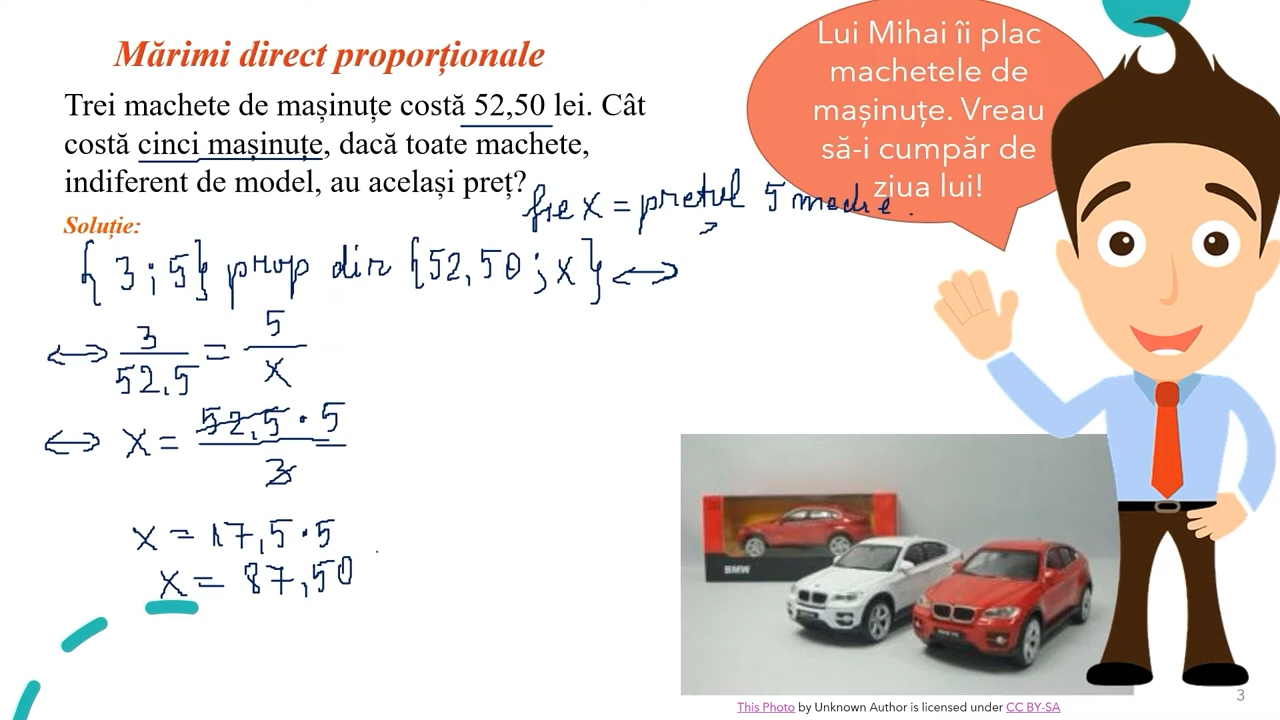 Mărimi direct proporționale
Trei machete de mașinuțe costă 52,50 lei. Cât
costă cinci mașinuțe, dacă toate machete,
indiferent de model, au același preț?
Lui Mihai îi plac
machetele de
mașinuțe. Vreau
să-i cumpăr de
ziua lui!
fie x = prețul 5
Soluție:
{3;5} prop dir {52,50;x} ⟷
⟷ 3/52,5 = 5/x
⟷ x = 52,5·5/3
x = 17,5·5
x = 87,50
BMW
This Photo by Unknown Author is licensed under CC BY-SA
3